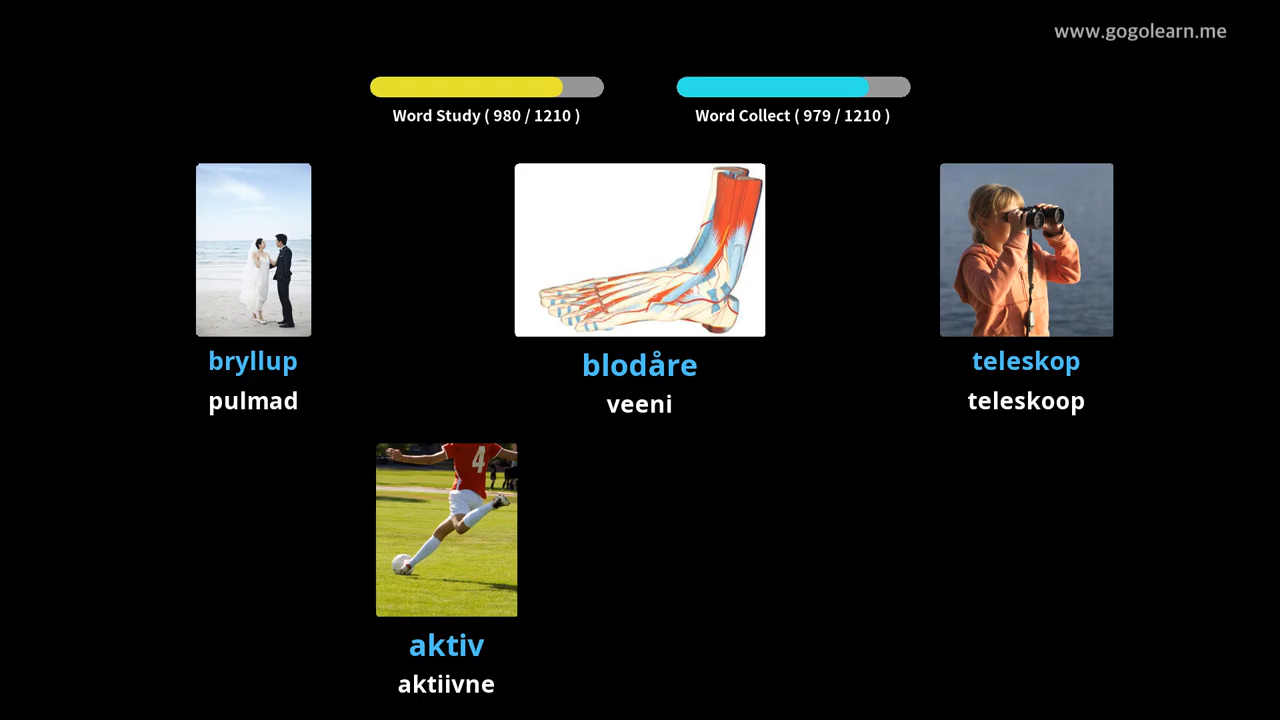 www.gogolearn.me
Word Study ( 980 / 1210 )
Word Collect ( 979 / 1210 )
bryllup
pulmad
blodåre
veeni
teleskop
teleskoop
4
aktiv
aktiivne